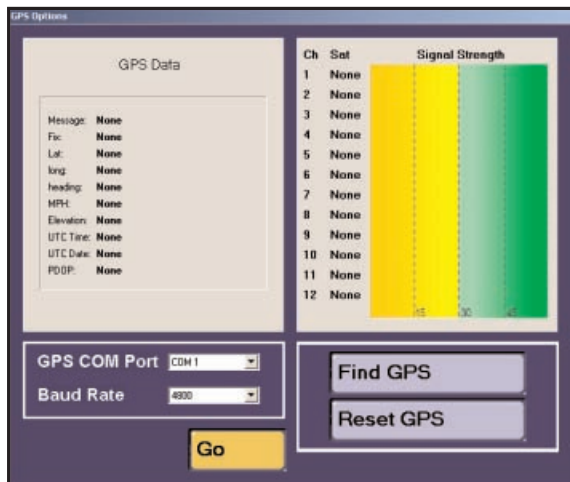 GPS Options
GPS Data
Message: None
Fix: None
Lat: None
long: None
heading: None
MPH: None
Elevation: None
UTC Time: None
UTC Date: None
PDOP: None
Ch Sat Signal Strength
1 None
2 None
3 None
4 None
5 None
6 None
7 None
8 None
9 None
10 None
11 None
12 None
15 30 45
GPS COM Port COM 1
Baud Rate 4800
Find GPS
Reset GPS
Go